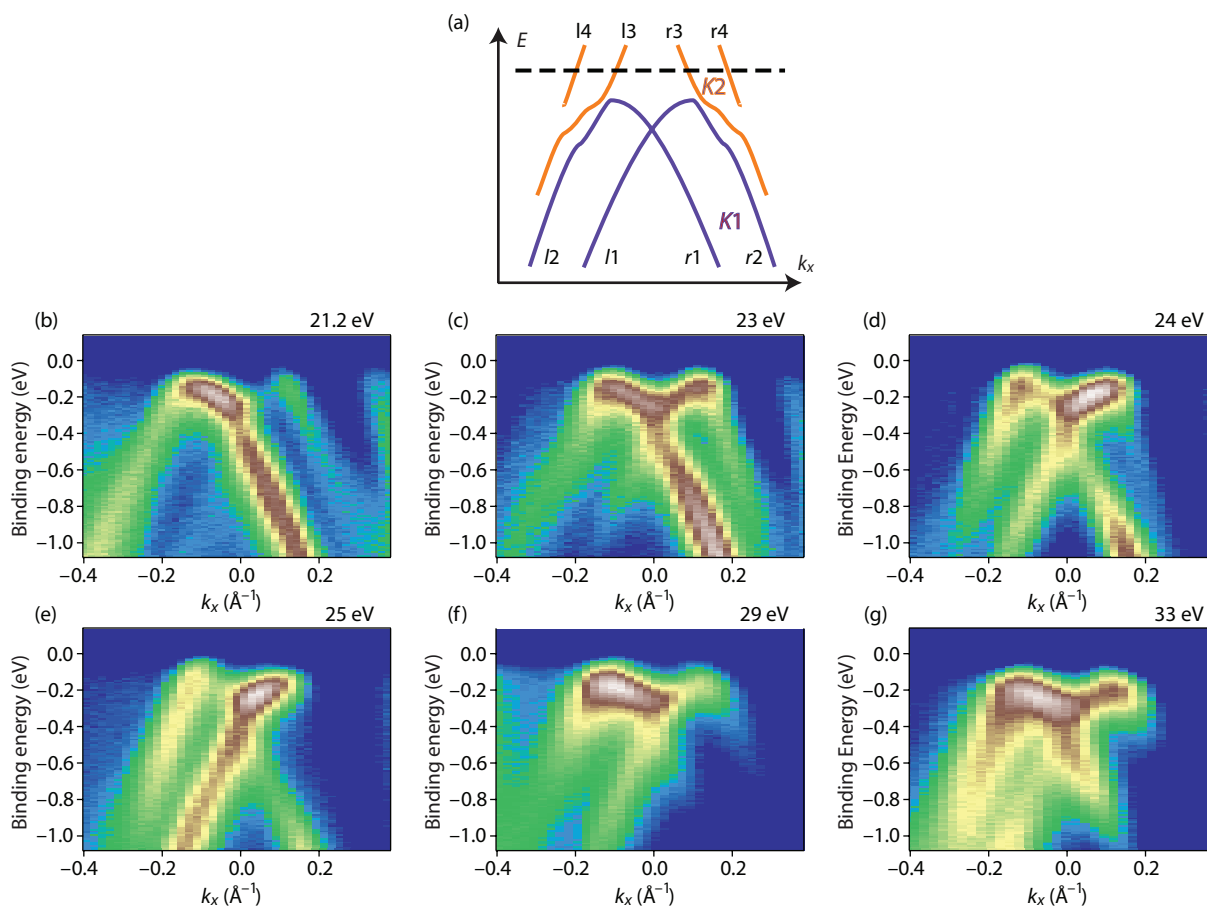 (a)
E
l4 l3 r3 r4
K2
K1
l2 l1 r1 r2
kx
(b) 21.2 eV
(c) 23 eV
(d) 24 eV
Binding energy (eV)
0.0
−0.2
−0.4
−0.6
−0.8
−1.0
−0.4 −0.2 0.0 0.2
kx (Å−1)
Binding energy (eV)
0.0
−0.2
−0.4
−0.6
−0.8
−1.0
−0.4 −0.2 0.0 0.2
kx (Å−1)
Binding Energy (eV)
0.0
−0.2
−0.4
−0.6
−0.8
−1.0
−0.4 −0.2 0.0 0.2
kx (Å−1)
(e) 25 eV
(f) 29 eV
(g) 33 eV
Binding energy (eV)
0.0
−0.2
−0.4
−0.6
−0.8
−1.0
−0.4 −0.2 0.0 0.2
kx (Å−1)
Binding energy (eV)
0.0
−0.2
−0.4
−0.6
−0.8
−1.0
−0.4 −0.2 0.0 0.2
kx (Å−1)
Binding Energy (eV)
0.0
−0.2
−0.4
−0.6
−0.8
−1.0
−0.4 −0.2 0.0 0.2
kx (Å−1)